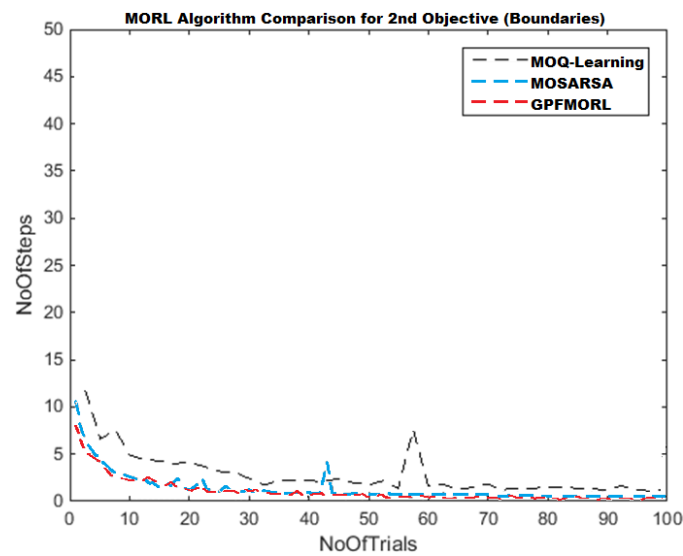 MORL Algorithm Comparison for 2nd Objective (Boundaries)
50
45
40
35
30
25
20
15
10
5
0
NoOfSteps
MOQ-Learning
MOSARSA
GPFMORL
0 10 20 30 40 50 60 70 80 90 100
NoOfTrials